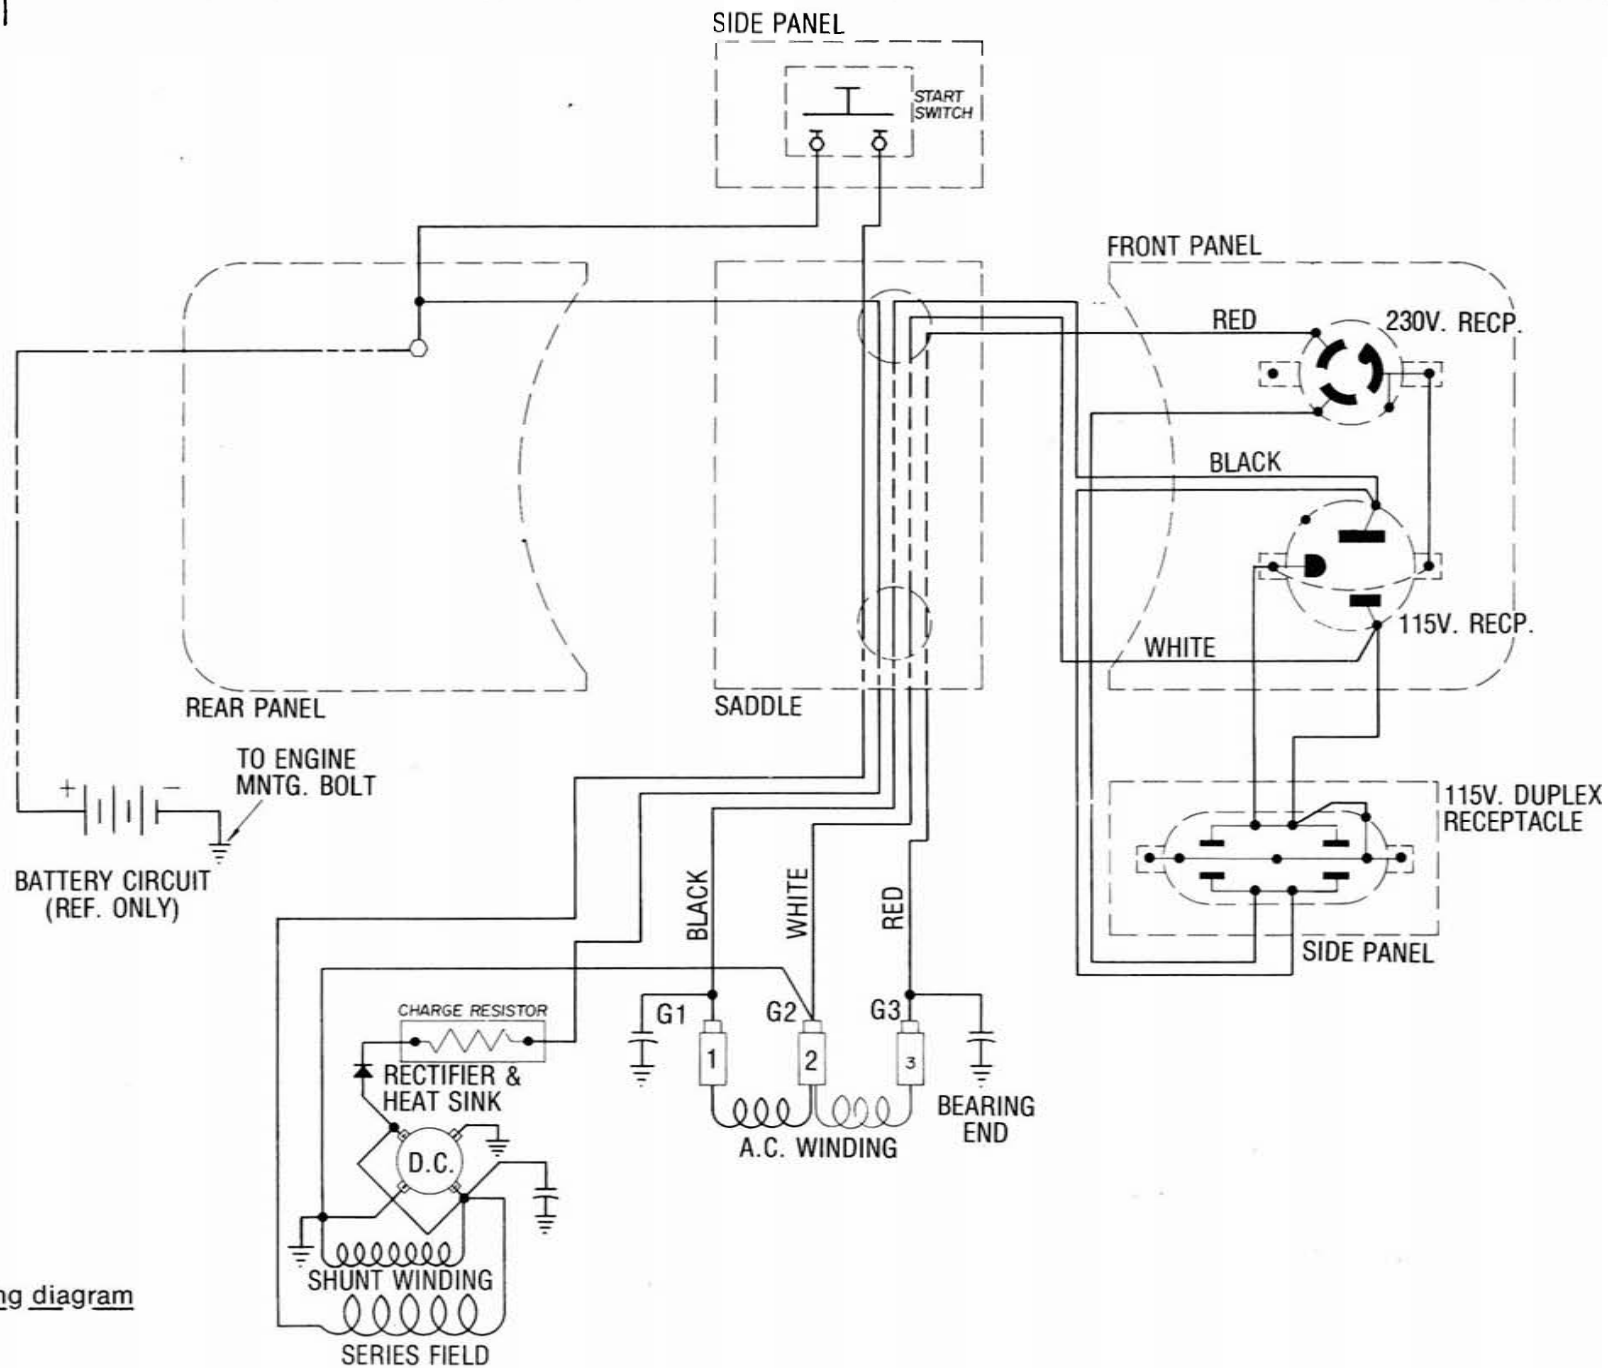 SIDE PANEL
START
SWITCH
FRONT PANEL
RED
230V. RECP.
BLACK
115V. RECP.
WHITE
REAR PANEL
SADDLE
TO ENGINE
MNTG. BOLT
+
−
BATTERY CIRCUIT
(REF. ONLY)
115V. DUPLEX
RECEPTACLE
SIDE PANEL
BLACK
WHITE
RED
G1
G2
G3
1
2
3
CHARGE RESISTOR
RECTIFIER &
HEAT SINK
D.C.
A.C. WINDING
BEARING
END
SHUNT WINDING
SERIES FIELD
ng diagram